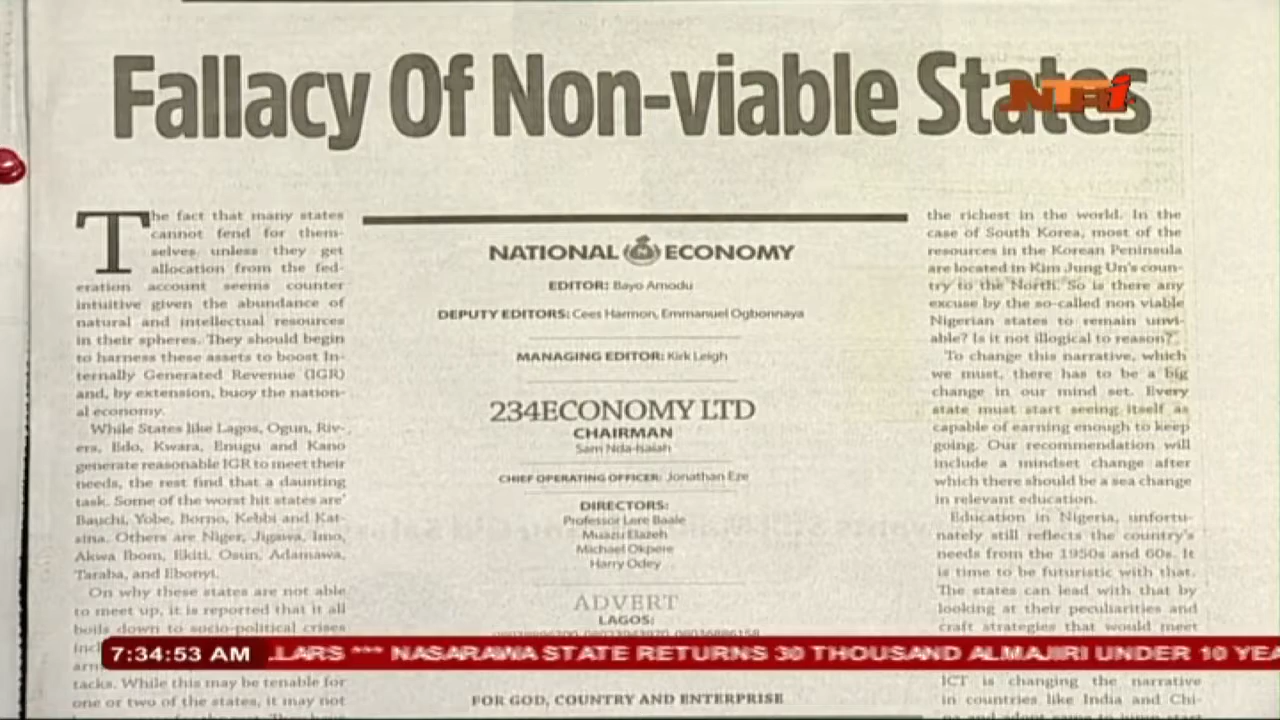 Fallacy Of Non-viable States
NTAi
The fact that many states
cannot fend for them-
selves unless they get
allocation from the fed-
eration account seems counter
intuitive given the abundance of
natural and intellectual resources
in their spheres. They should begin
to harness these assets to boost In-
ternally Generated Revenue (IGR)
and, by extension, buoy the nation-
al economy.
While States like Lagos, Ogun, Riv-
ers, Edo, Kwara, Enugu and Kano
generate reasonable IGR to meet their
needs, the rest find that a daunting
task. Some of the worst hit states are
Bauchi, Yobe, Borno, Kebbi and Kat-
sina. Others are Niger, Jigawa, Imo,
Akwa Ibom, Ekiti, Osun, Adamawa,
Taraba, and Ebonyi.
On why these states are not able
to meet up, it is reported that it all
boils down to socio-political crises
tacks. While this may be tenable for
one or two of the states, it may not
NATIONAL ECONOMY
EDITOR: Bayo Amodu
DEPUTY EDITORS: Cees Harmon, Emmanuel Ogbonnaya
MANAGING EDITOR: Kirk Leigh
234ECONOMY LTD
CHAIRMAN
Sam Nda-Isaiah
CHIEF OPERATING OFFICER: Jonathan Eze
DIRECTORS:
Professor Lere Baale
Muazu Elazeh
Michael Okpere
Harry Odey
ADVERT
LAGOS:
FOR GOD, COUNTRY AND ENTERPRISE
the richest in the world. In the
case of South Korea, most of the
resources in the Korean Peninsula
are located in Kim Jung Un's coun-
try to the North. So is there any
excuse by the so-called non viable
Nigerian states to remain unvi-
able? Is it not illogical to reason?
To change this narrative, which
we must, there has to be a big
change in our mind set. Every
state must start seeing itself as
capable of earning enough to keep
going. Our recommendation will
include a mindset change after
which there should be a sea change
in relevant education.
Education in Nigeria, unfortu-
nately still reflects the country's
needs from the 1950s and 60s. It
is time to be futuristic with that.
The states can lead with that by
looking at their peculiarities and
craft strategies that would meet
ICT is changing the narrative
in countries like India and Chi-
7:34:53 AM .LARS *** NASARAWA STATE RETURNS 30 THOUSAND ALMAJIRI UNDER 10 YEA